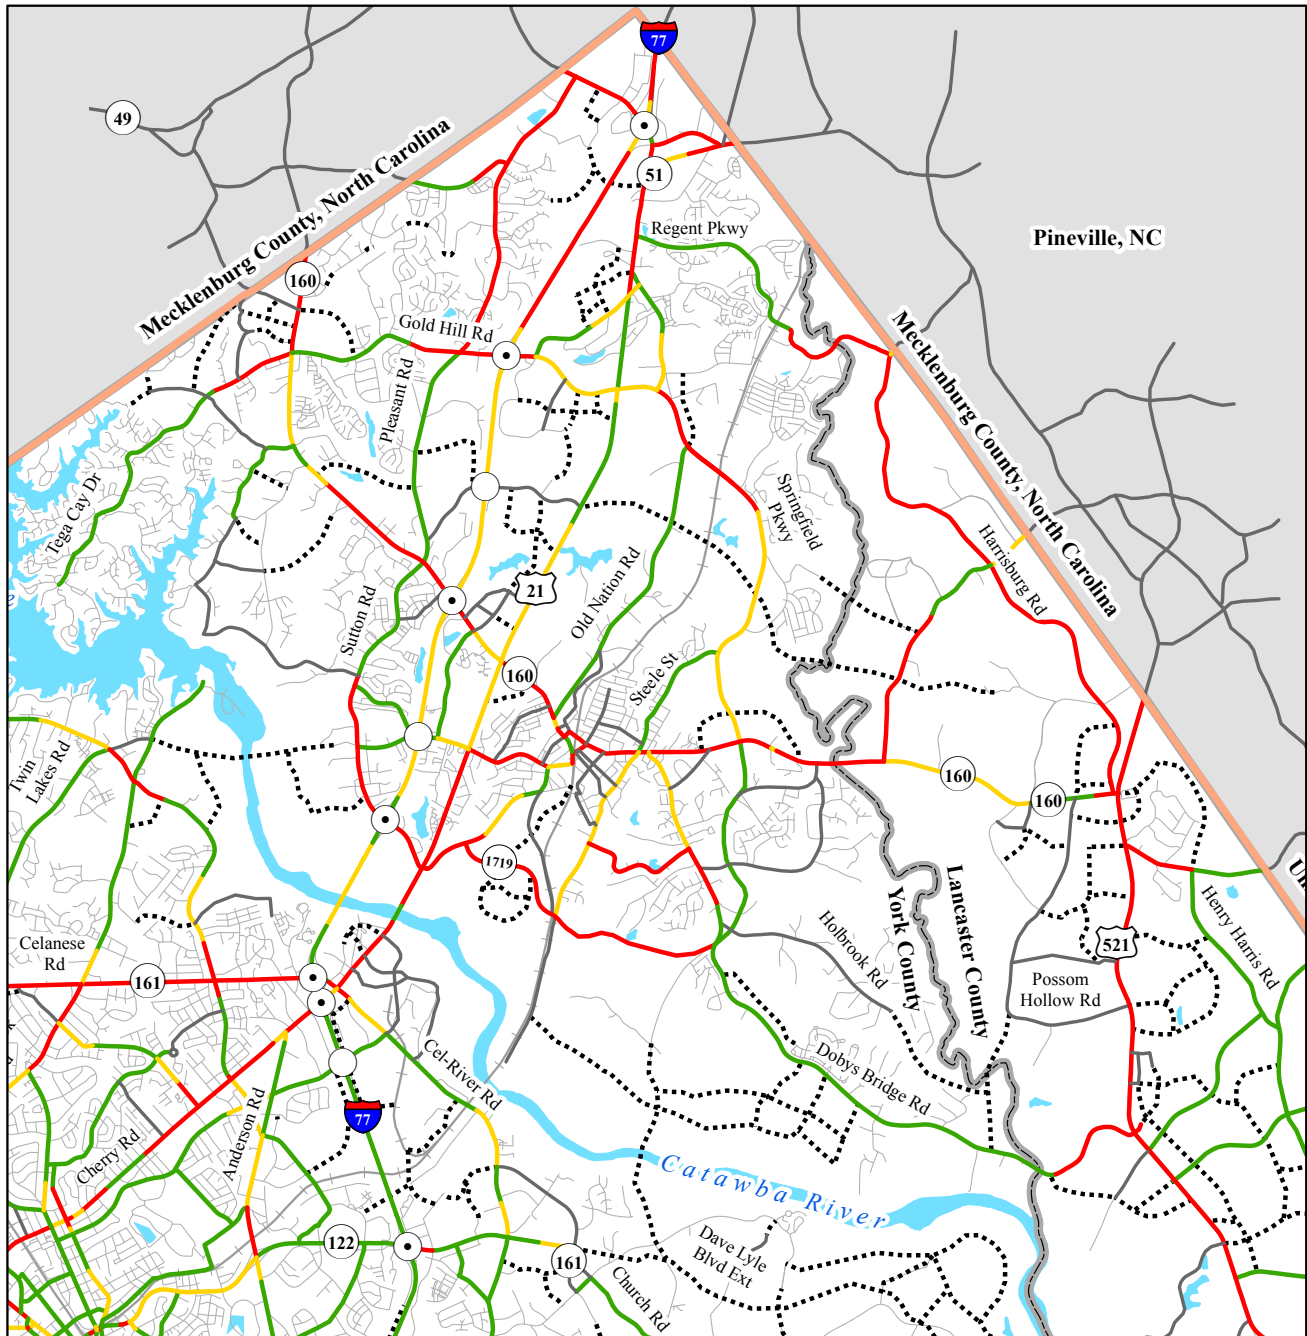 77
49
Mecklenburg County, North Carolina
51
Regent Pkwy
Pineville, NC
160
Gold Hill Rd
Pleasant Rd
Mecklenburg County, North Carolina
Tega Cay Dr
Springfield
Pkwy
Harrisburg Rd
21
Old Nation Rd
Sutton Rd
160
Steele St
Twin
Lakes Rd
160
160
1719
York County
Lancaster County
Henry Harris Rd
Holbrook Rd
521
Celanese
Rd
161
Possom
Hollow Rd
Dobys Bridge Rd
Cel-River Rd
77
Anderson Rd
Cherry Rd
Catawba River
122
161
Dave Lyle
Blvd Ext
Church Rd